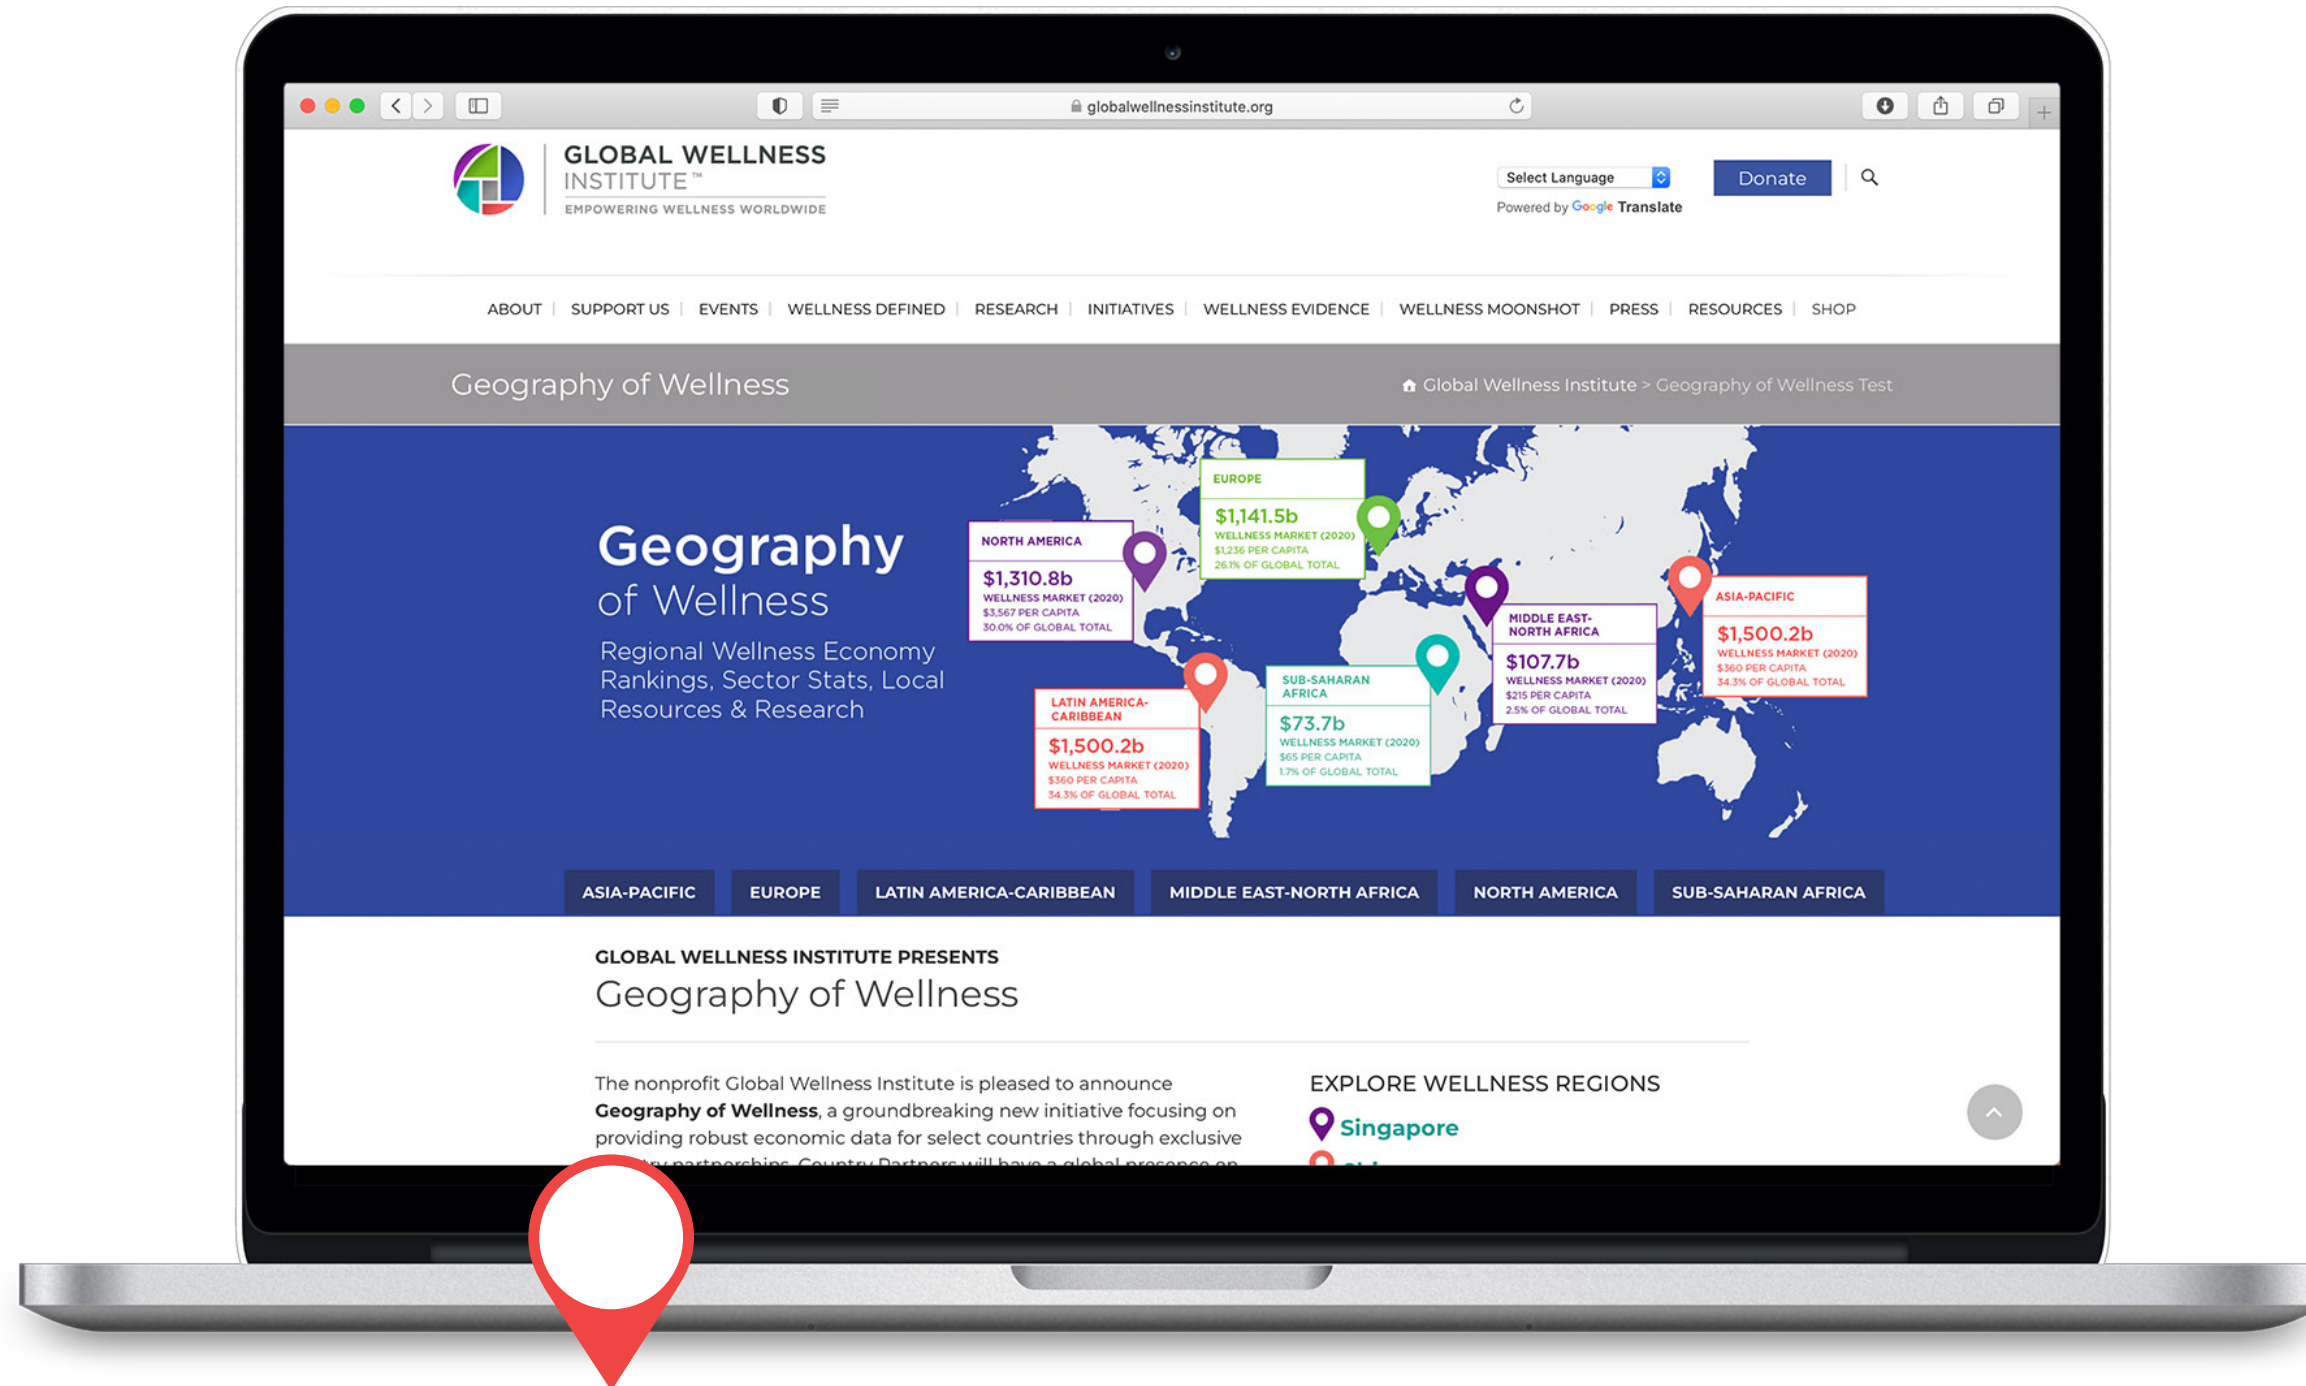 globalwellnessinstitute.org
GLOBAL WELLNESS
INSTITUTE™
EMPOWERING WELLNESS WORLDWIDE
Select Language
Powered by Google Translate
Donate
ABOUT | SUPPORT US | EVENTS | WELLNESS DEFINED | RESEARCH | INITIATIVES | WELLNESS EVIDENCE | WELLNESS MOONSHOT | PRESS | RESOURCES | SHOP
Geography of Wellness
Global Wellness Institute > Geography of Wellness Test
Geography
of Wellness
Regional Wellness Economy
Rankings, Sector Stats, Local
Resources & Research
NORTH AMERICA
$1,310.8b
WELLNESS MARKET (2020)
$3,567 PER CAPITA
30.0% OF GLOBAL TOTAL
EUROPE
$1,141.5b
WELLNESS MARKET (2020)
$1,236 PER CAPITA
26.1% OF GLOBAL TOTAL
LATIN AMERICA-
CARIBBEAN
$1,500.2b
WELLNESS MARKET (2020)
$360 PER CAPITA
34.3% OF GLOBAL TOTAL
SUB-SAHARAN
AFRICA
$73.7b
WELLNESS MARKET (2020)
$65 PER CAPITA
1.7% OF GLOBAL TOTAL
MIDDLE EAST-
NORTH AFRICA
$107.7b
WELLNESS MARKET (2020)
$215 PER CAPITA
2.5% OF GLOBAL TOTAL
ASIA-PACIFIC
$1,500.2b
WELLNESS MARKET (2020)
$360 PER CAPITA
34.3% OF GLOBAL TOTAL
ASIA-PACIFIC
EUROPE
LATIN AMERICA-CARIBBEAN
MIDDLE EAST-NORTH AFRICA
NORTH AMERICA
SUB-SAHARAN AFRICA
GLOBAL WELLNESS INSTITUTE PRESENTS
Geography of Wellness
The nonprofit Global Wellness Institute is pleased to announce
Geography of Wellness, a groundbreaking new initiative focusing on
providing robust economic data for select countries through exclusive
partnerships. Country Partners will have a global presence on
EXPLORE WELLNESS REGIONS
Singapore